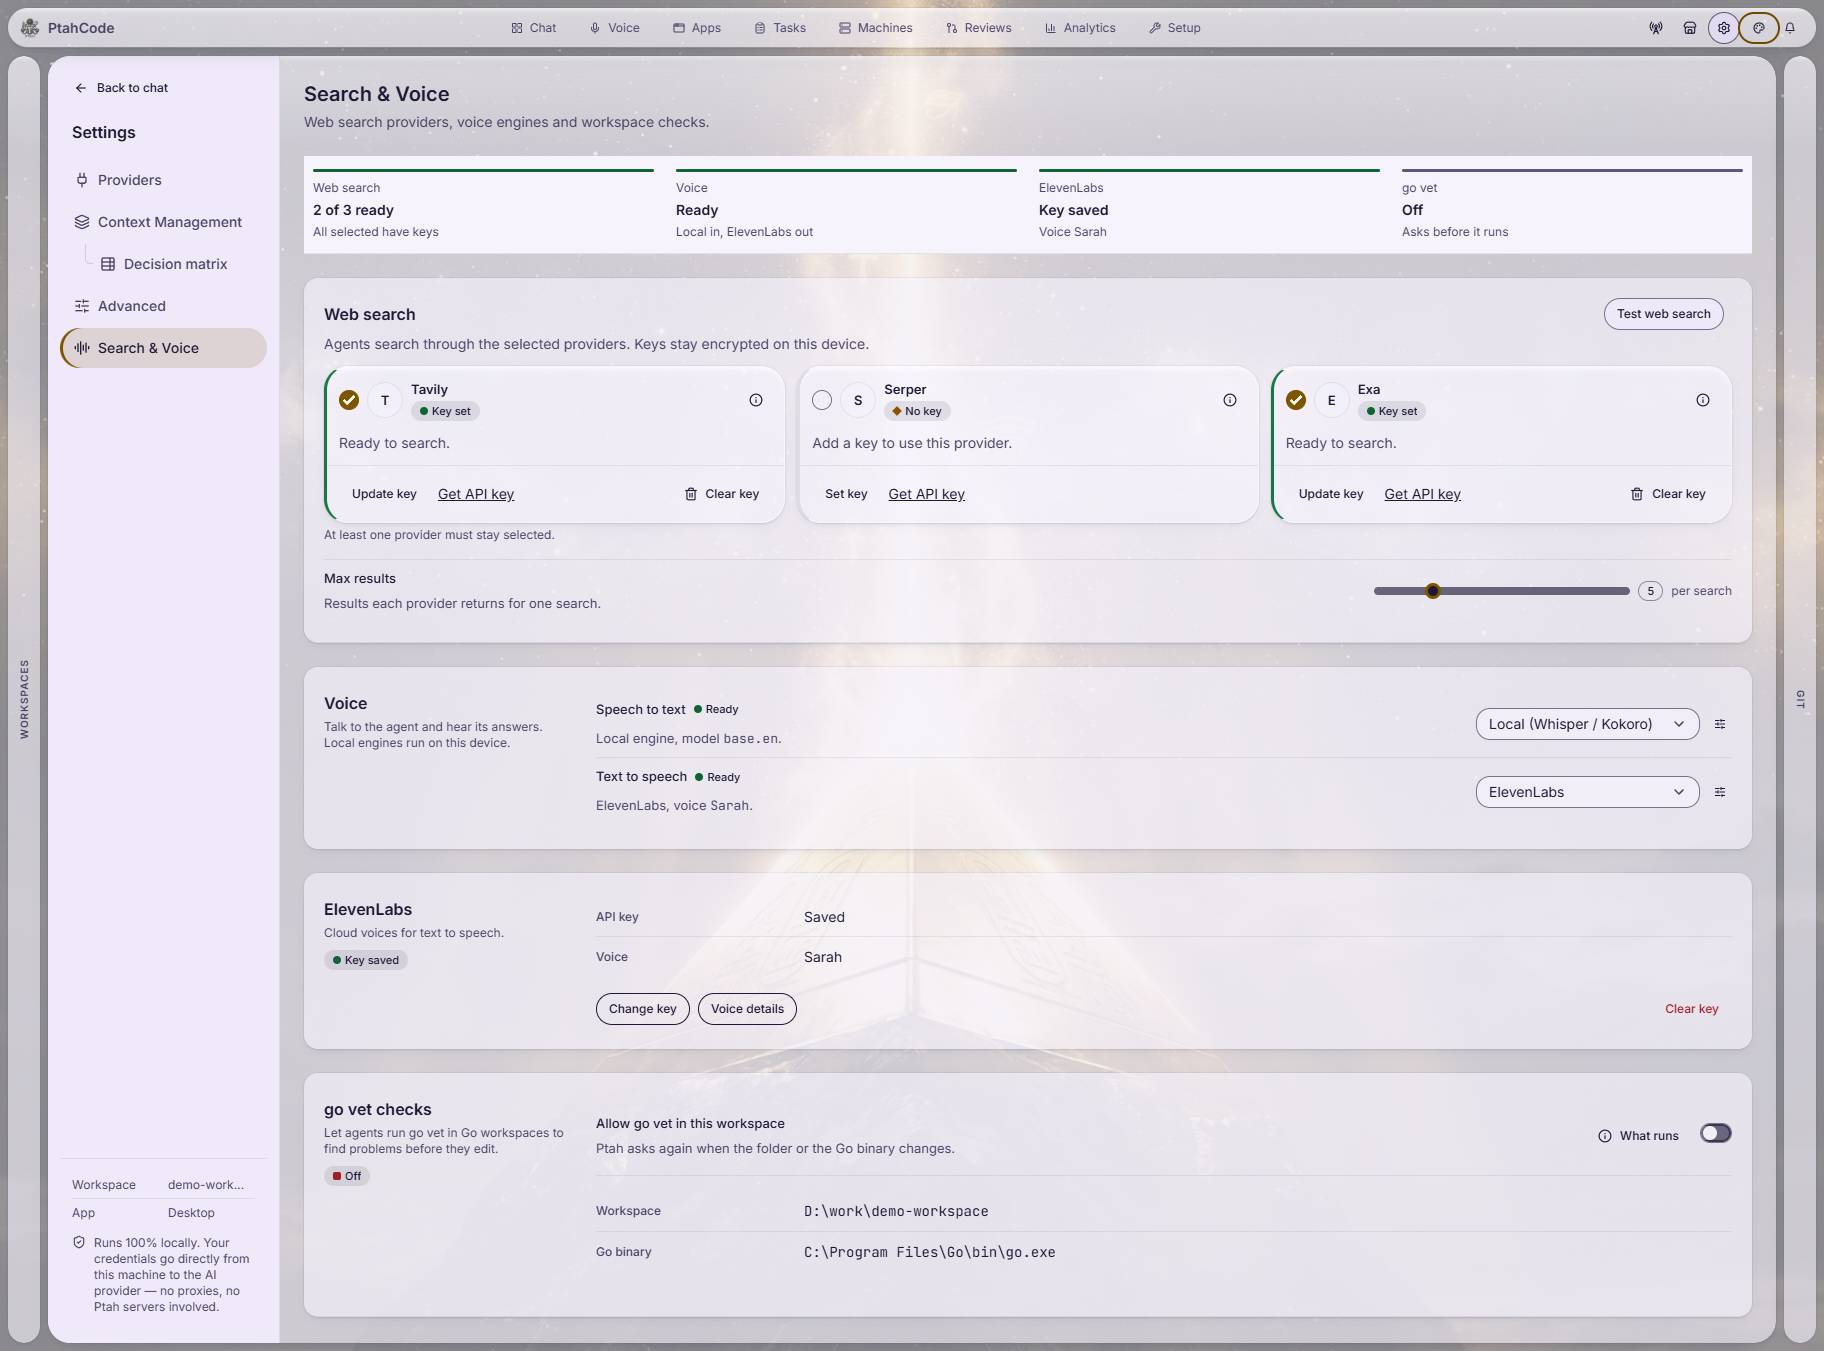 PtahCode
Chat
Voice
Apps
Tasks
Machines
Reviews
Analytics
Setup
WORKSPACES
Back to chat
Settings
Providers
Context Management
Decision matrix
Advanced
Search & Voice
Workspace demo-work...
App Desktop
Runs 100% locally. Your
credentials go directly from
this machine to the AI
provider — no proxies, no
Ptah servers involved.
Search & Voice
Web search providers, voice engines and workspace checks.
Web search
2 of 3 ready
All selected have keys
Voice
Ready
Local in, ElevenLabs out
ElevenLabs
Key saved
Voice Sarah
go vet
Off
Asks before it runs
Web search
Test web search
Agents search through the selected providers. Keys stay encrypted on this device.
T
Tavily
Key set
Ready to search.
Update key
Get API key
Clear key
S
Serper
No key
Add a key to use this provider.
Set key
Get API key
E
Exa
Key set
Ready to search.
Update key
Get API key
Clear key
At least one provider must stay selected.
Max results
Results each provider returns for one search.
5 per search
Voice
Talk to the agent and hear its answers.
Local engines run on this device.
Speech to text Ready
Local engine, model base.en.
Local (Whisper / Kokoro)
Text to speech Ready
ElevenLabs, voice Sarah.
ElevenLabs
ElevenLabs
Cloud voices for text to speech.
Key saved
API key Saved
Voice Sarah
Change key
Voice details
Clear key
go vet checks
Let agents run go vet in Go workspaces to
find problems before they edit.
Off
Allow go vet in this workspace
Ptah asks again when the folder or the Go binary changes.
What runs
Workspace D:\work\demo-workspace
Go binary C:\Program Files\Go\bin\go.exe
GIT